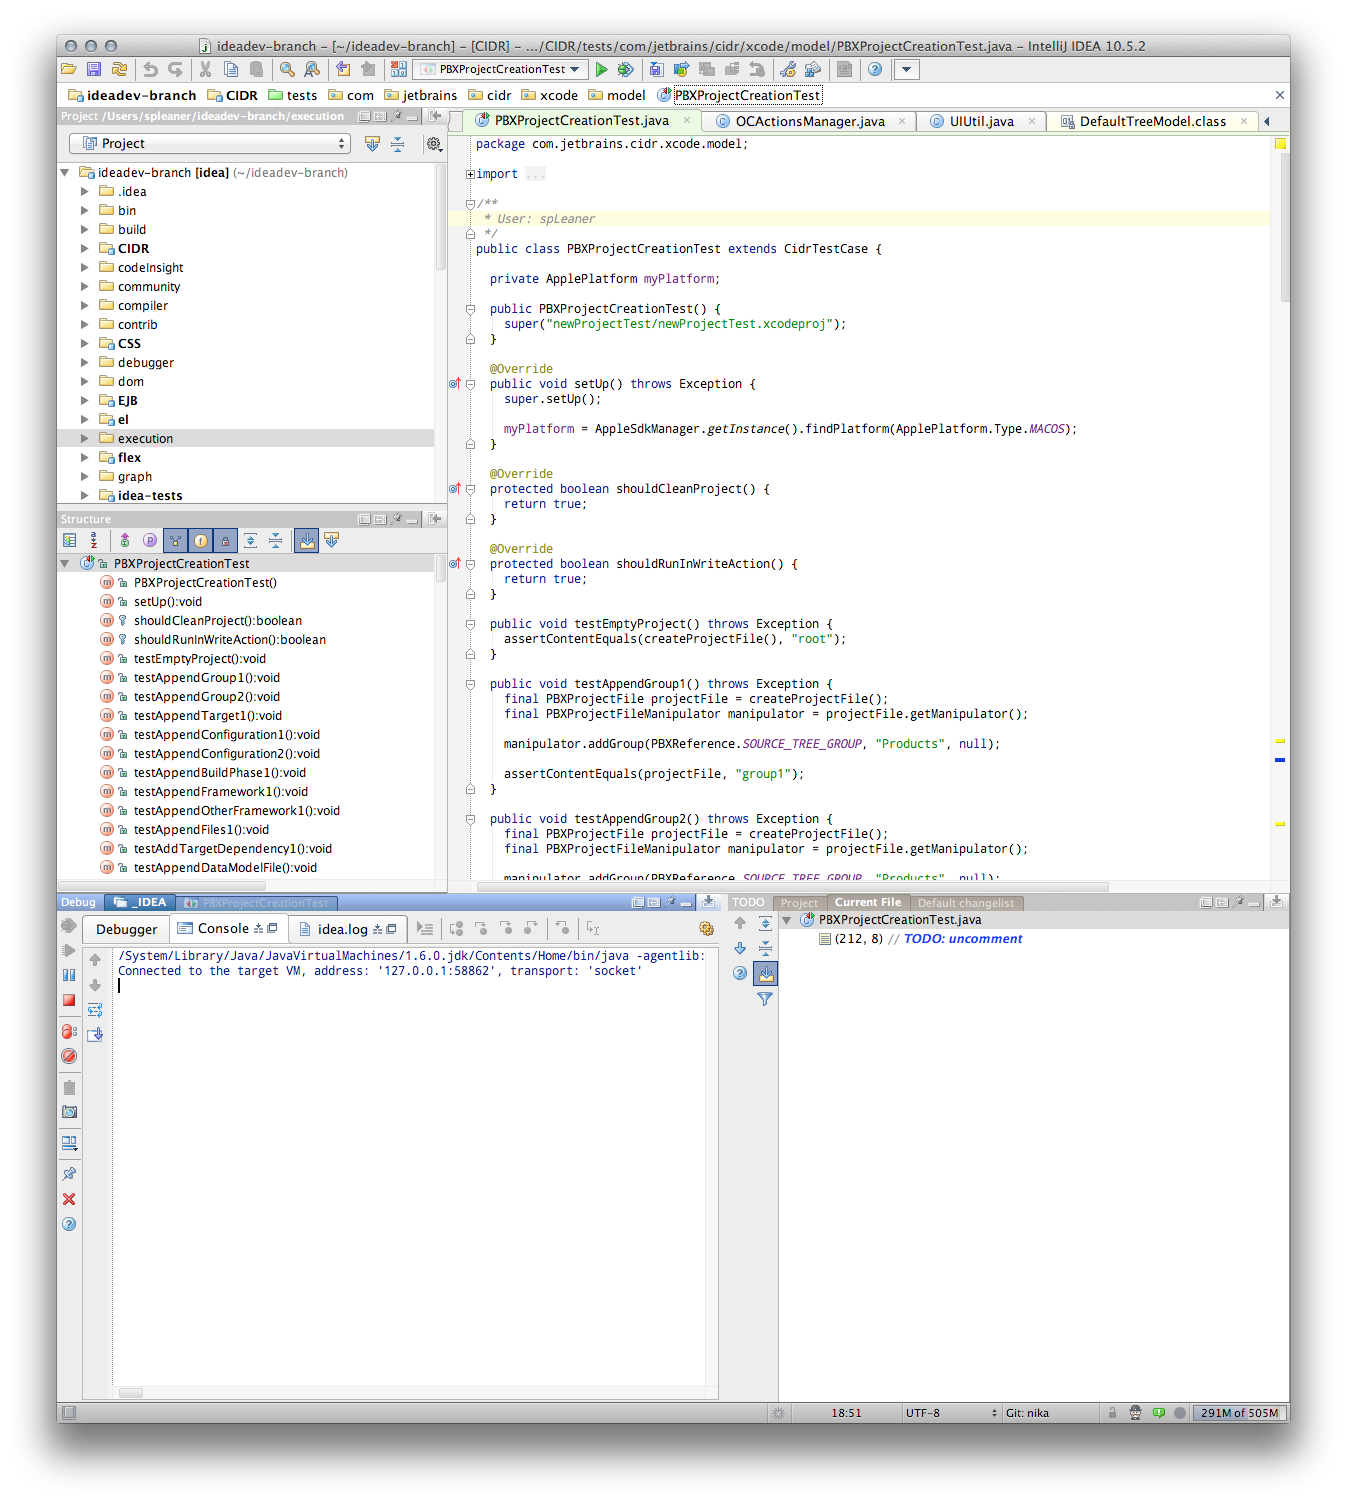 ideadev-branch – [~/ideadev-branch] – [CIDR] – .../CIDR/tests/com/jetbrains/cidr/xcode/model/PBXProjectCreationTest.java – IntelliJ IDEA 10.5.2
PBXProjectCreationTest
ideadev-branch CIDR tests com jetbrains cidr xcode model PBXProjectCreationTest
Project /Users/spleaner/ideadev-branch/execution
Project
ideadev-branch [idea] (~/ideadev-branch)
.idea
bin
build
CIDR
codeInsight
community
compiler
contrib
CSS
debugger
dom
EJB
el
execution
flex
graph
idea-tests
Structure
PBXProjectCreationTest
PBXProjectCreationTest()
setUp():void
shouldCleanProject():boolean
shouldRunInWriteAction():boolean
testEmptyProject():void
testAppendGroup1():void
testAppendGroup2():void
testAppendTarget1():void
testAppendConfiguration1():void
testAppendConfiguration2():void
testAppendBuildPhase1():void
testAppendFramework1():void
testAppendOtherFramework1():void
testAppendFiles1():void
testAddTargetDependency1():void
testAppendDataModelFile():void
PBXProjectCreationTest.java OCActionsManager.java UIUtil.java DefaultTreeModel.class
package com.jetbrains.cidr.xcode.model;
import ...
/**
* User: spLeaner
*/
public class PBXProjectCreationTest extends CidrTestCase {
private ApplePlatform myPlatform;
public PBXProjectCreationTest() {
super("newProjectTest/newProjectTest.xcodeproj");
}
@Override
public void setUp() throws Exception {
super.setUp();
myPlatform = AppleSdkManager.getInstance().findPlatform(ApplePlatform.Type.MACOS);
}
@Override
protected boolean shouldCleanProject() {
return true;
}
@Override
protected boolean shouldRunInWriteAction() {
return true;
}
public void testEmptyProject() throws Exception {
assertContentEquals(createProjectFile(), "root");
}
public void testAppendGroup1() throws Exception {
final PBXProjectFile projectFile = createProjectFile();
final PBXProjectFileManipulator manipulator = projectFile.getManipulator();
manipulator.addGroup(PBXReference.SOURCE_TREE_GROUP, "Products", null);
assertContentEquals(projectFile, "group1");
}
public void testAppendGroup2() throws Exception {
final PBXProjectFile projectFile = createProjectFile();
final PBXProjectFileManipulator manipulator = projectFile.getManipulator();
manipulator.addGroup(PBXReference.SOURCE_TREE_GROUP, "Products", null);
Debug _IDEA PBXProjectCreationTest
Debugger Console idea.log
/System/Library/Java/JavaVirtualMachines/1.6.0.jdk/Contents/Home/bin/java -agentlib:
Connected to the target VM, address: '127.0.0.1:58862', transport: 'socket'
TODO Project Current File Default changelist
PBXProjectCreationTest.java
(212, 8) // TODO: uncomment
18:51 UTF-8 Git: nika 291M of 505M